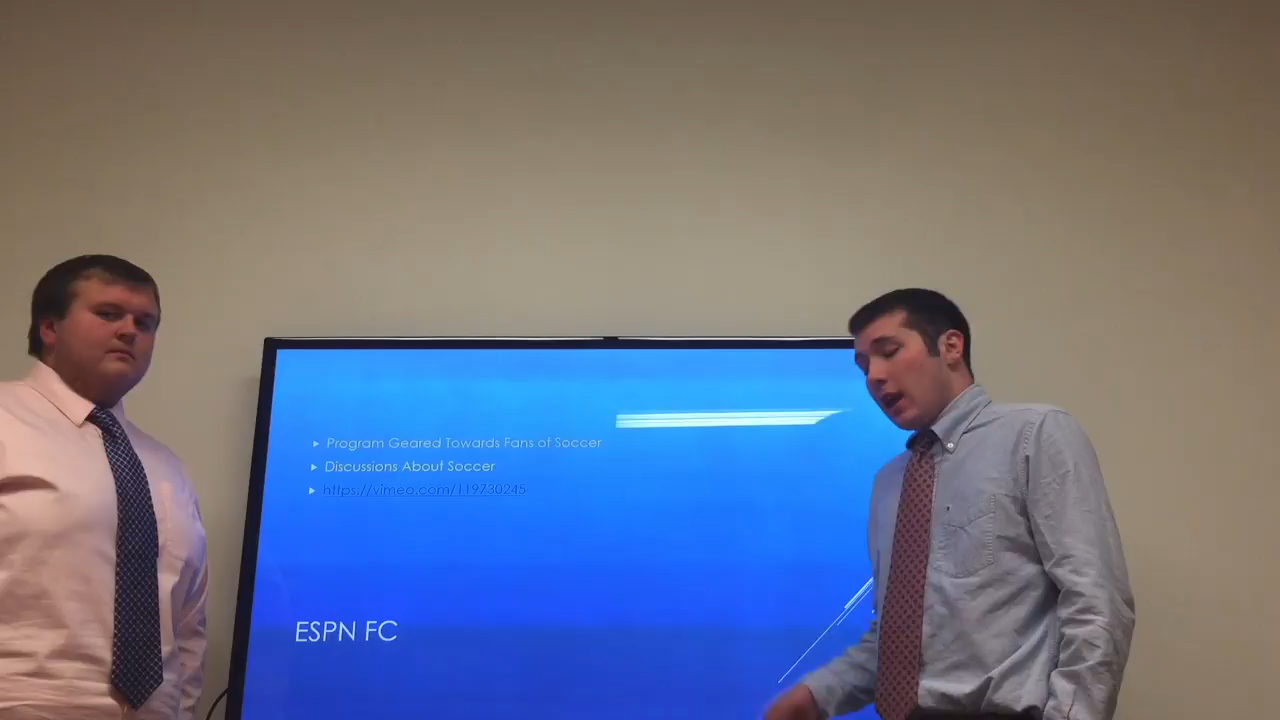 Program Geared Towards Fans of Soccer
Discussions About Soccer
https://vimeo.com/119730245
ESPN FC